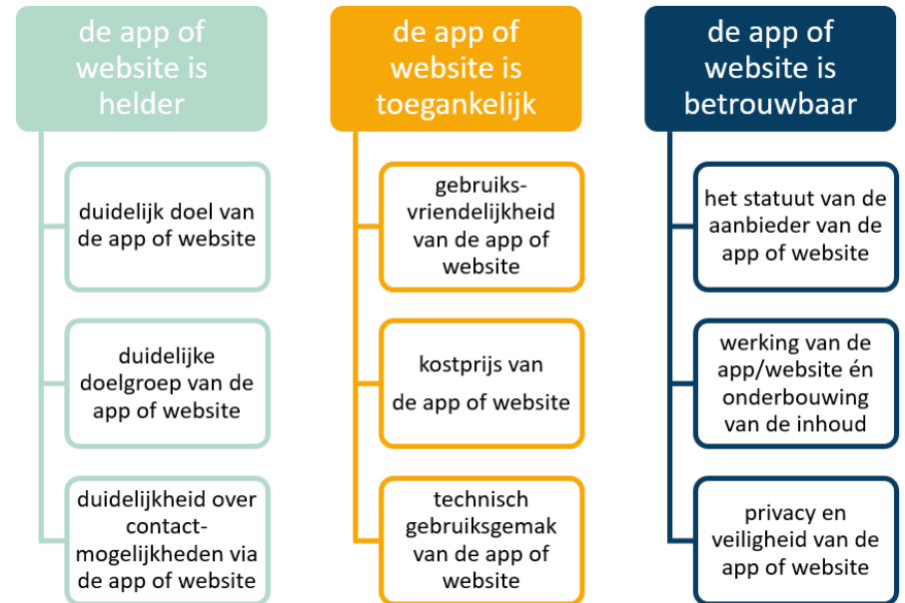 de app of
website is
helder
duidelijk doel van
de app of website
duidelijke
doelgroep van de
app of website
duidelijkheid over
contact-
mogelijkheden via
de app of website
de app of
website is
toegankelijk
gebruiks-
vriendelijkheid
van de app of
website
kostprijs van
de app of website
technisch
gebruiksgemak
van de app of
website
de app of
website is
betrouwbaar
het statuut van de
aanbieder van de
app of website
werking van de
app/website én
onderbouwing
van de inhoud
privacy en
veiligheid van de
app of website